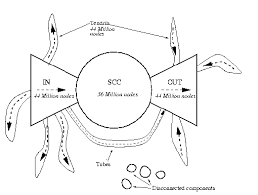 Tendrils
44 Million
nodes
IN
44 Million nodes
SCC
56 Million nodes
OUT
44 Million nodes
Tubes
Disconnected components